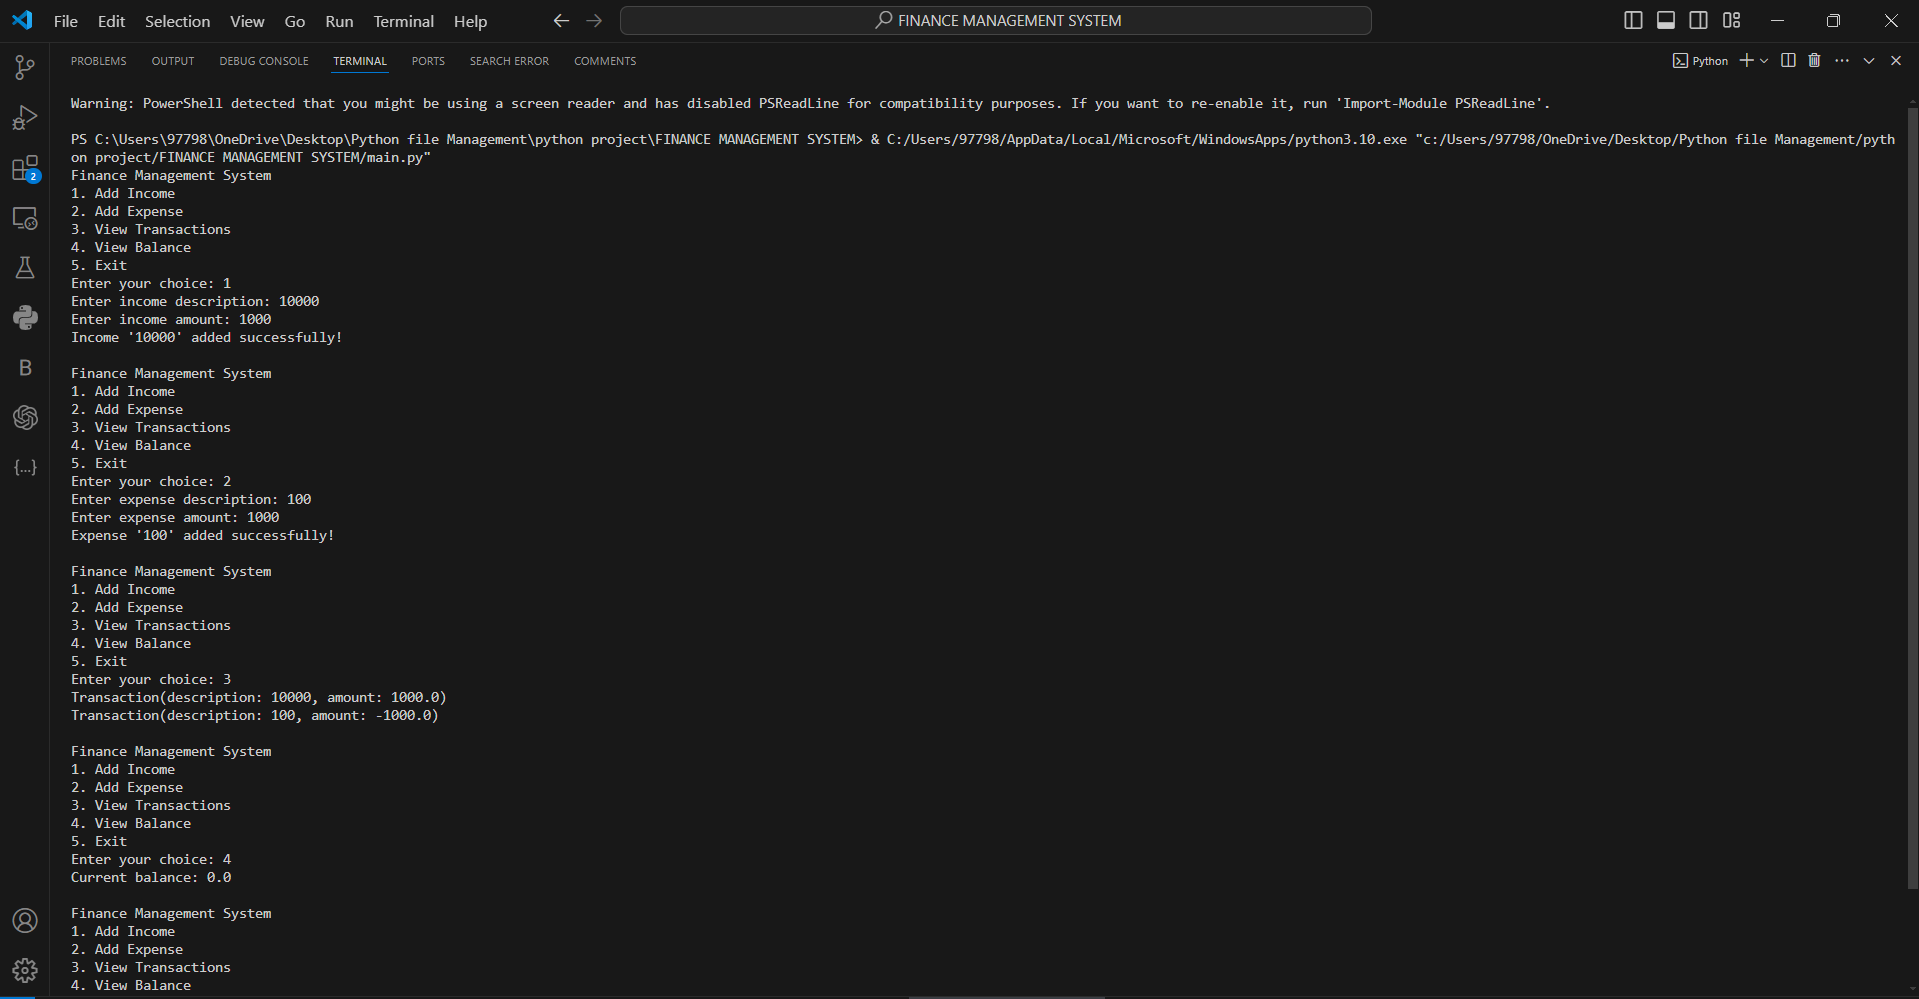 File Edit Selection View Go Run Terminal Help FINANCE MANAGEMENT SYSTEM
PROBLEMS OUTPUT DEBUG CONSOLE TERMINAL PORTS SEARCH ERROR COMMENTS Python
Warning: PowerShell detected that you might be using a screen reader and has disabled PSReadLine for compatibility purposes. If you want to re-enable it, run 'Import-Module PSReadLine'.
PS C:\Users\97798\OneDrive\Desktop\Python file Management\python project\FINANCE MANAGEMENT SYSTEM> & C:/Users/97798/AppData/Local/Microsoft/WindowsApps/python3.10.exe "c:/Users/97798/OneDrive/Desktop/Python file Management/pyth
on project/FINANCE MANAGEMENT SYSTEM/main.py"
Finance Management System
1. Add Income
2
2. Add Expense
3. View Transactions
4. View Balance
5. Exit
Enter your choice: 1
Enter income description: 10000
Enter income amount: 1000
Income '10000' added successfully!
Finance Management System
B
1. Add Income
2. Add Expense
3. View Transactions
4. View Balance
5. Exit
Enter your choice: 2
Enter expense description: 100
Enter expense amount: 1000
Expense '100' added successfully!
Finance Management System
1. Add Income
2. Add Expense
3. View Transactions
4. View Balance
5. Exit
Enter your choice: 3
Transaction(description: 10000, amount: 1000.0)
Transaction(description: 100, amount: -1000.0)
Finance Management System
1. Add Income
2. Add Expense
3. View Transactions
4. View Balance
5. Exit
Enter your choice: 4
Current balance: 0.0
Finance Management System
1. Add Income
2. Add Expense
3. View Transactions
4. View Balance